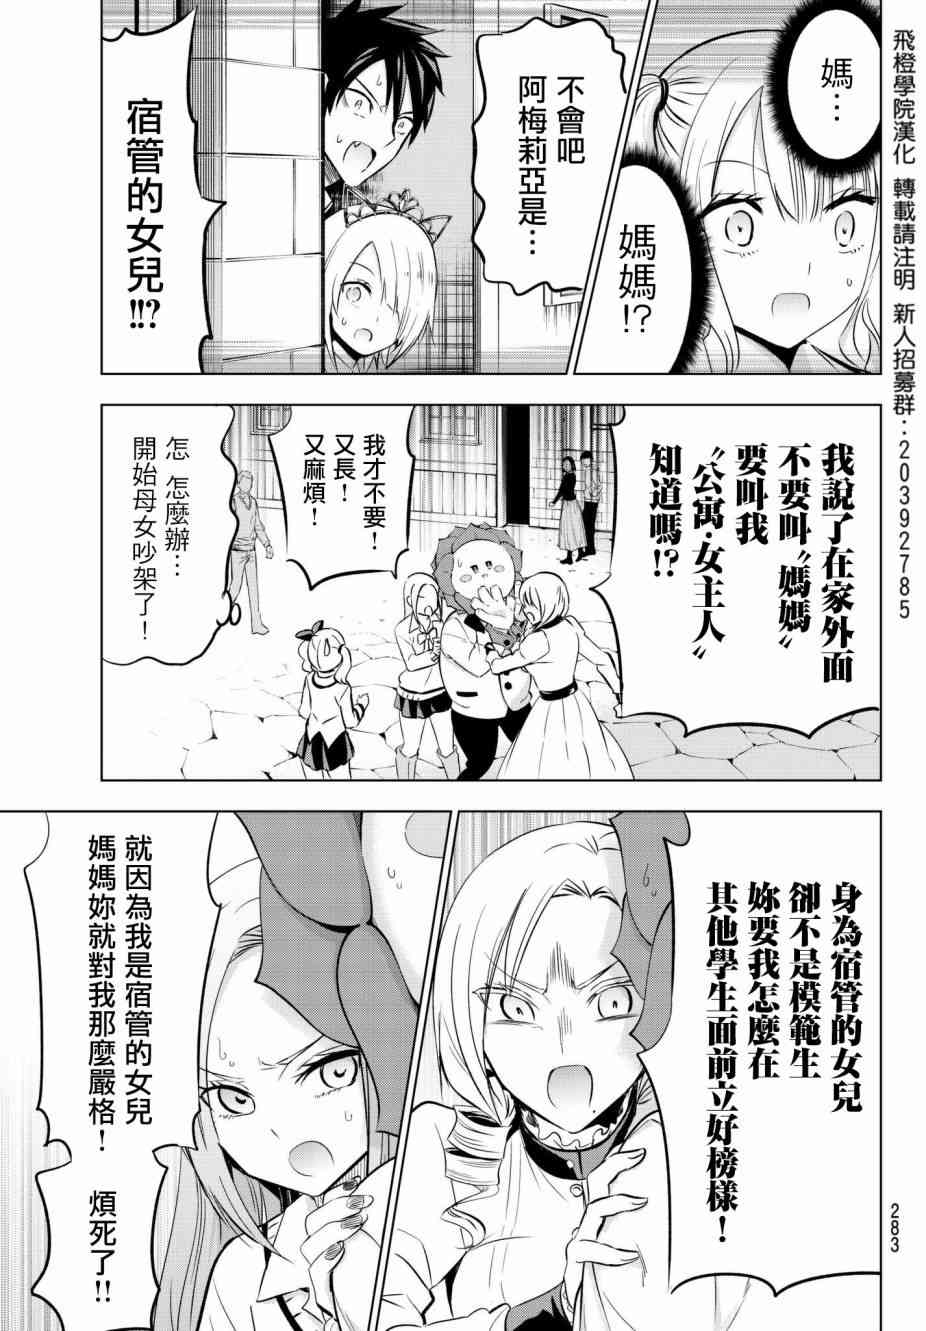 媽…
媽媽!?
不會吧
阿梅莉亞是…
宿管的女兒!!?
我說了在家外面
不要叫〝媽媽〞
要叫我
〝公寓·女主人〞
知道嗎!?
我才不要！
又長！
又麻煩！
怎 怎麼辦…
開始母女吵架了！
身為宿管的女兒
卻不是模範生
妳要我怎麼在
其他學生面前立好榜樣！
就因為我是宿管的女兒
媽媽妳就對我那麼嚴格！ 煩死了!!
飛橙學院漢化 轉載請注明 新人招募群：20392785
283